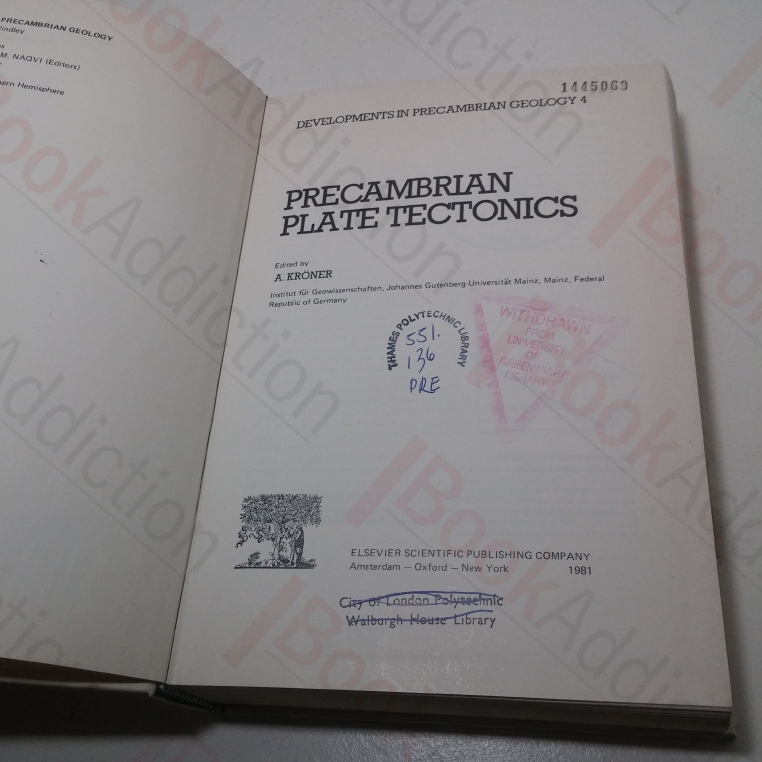 PRECAMBRIAN GEOLOGY
Windley
M. NAQVI (Editors)
ern Hemisphere
1445060
DEVELOPMENTS IN PRECAMBRIAN GEOLOGY 4
PRECAMBRIAN
PLATE TECTONICS
Edited by
A. KRÖNER
Institut für Geowissenschaften, Johannes Gutenberg-Universität Mainz, Mainz, Federal
Republic of Germany
THAMES POLYTECHNIC LIBRARY
551.
136
PRE
WITHDRAWN
FROM
UNIVERSITY
OF
GREENWICH
LIBRARY
ELSEVIER SCIENTIFIC PUBLISHING COMPANY
Amsterdam — Oxford — New York 1981
City of London Polytechnic
Walburgh House Library
BookAddiction